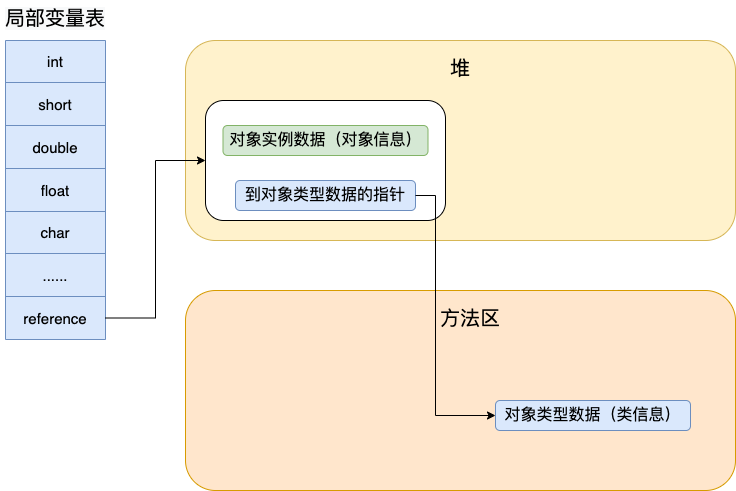 局部变量表
int
short
double
float
char
......
reference
堆
对象实例数据（对象信息）
到对象类型数据的指针
方法区
对象类型数据（类信息）